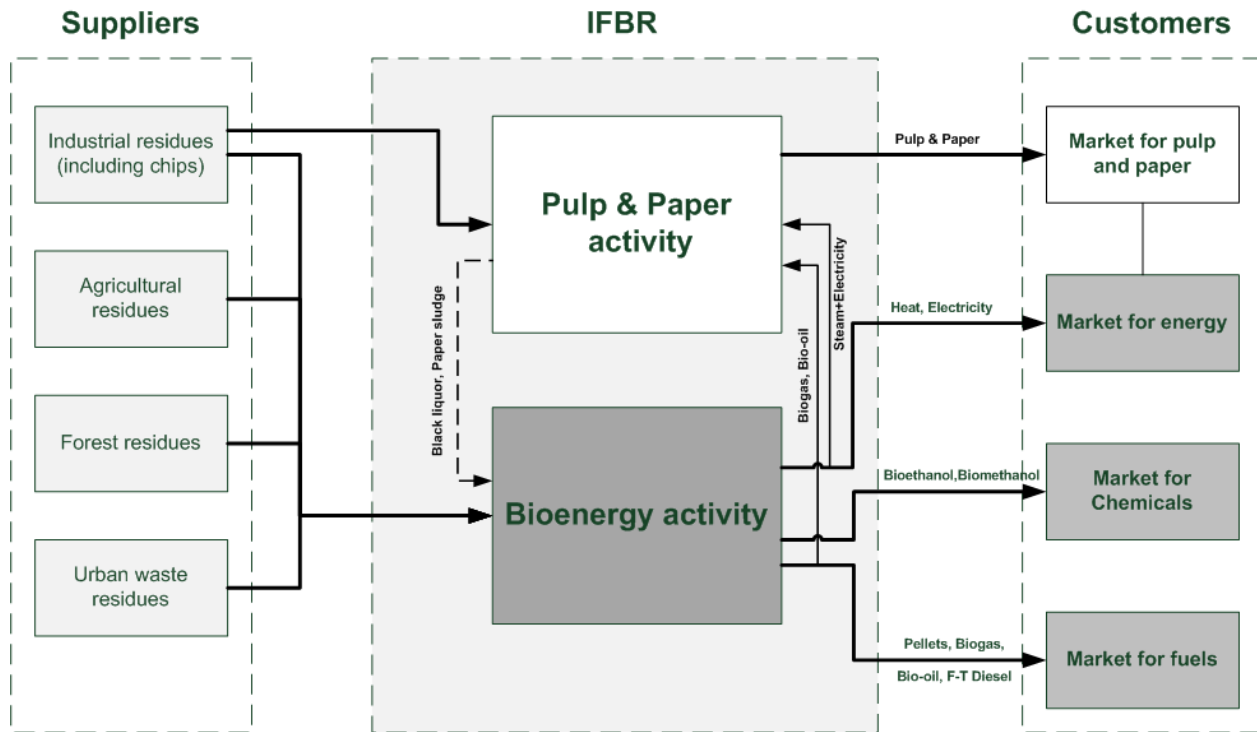 Suppliers
IFBR
Customers
Industrial residues
(including chips)
Agricultural
residues
Forest residues
Urban waste
residues
Pulp & Paper
activity
Black liquor, Paper sludge
Biogas, Bio-oil
Steam+Electricity
Bioenergy activity
Pulp & Paper
Heat, Electricity
Bioethanol,Biomethanol
Pellets, Biogas,
Bio-oil, F-T Diesel
Market for pulp
and paper
Market for energy
Market for
Chemicals
Market for fuels